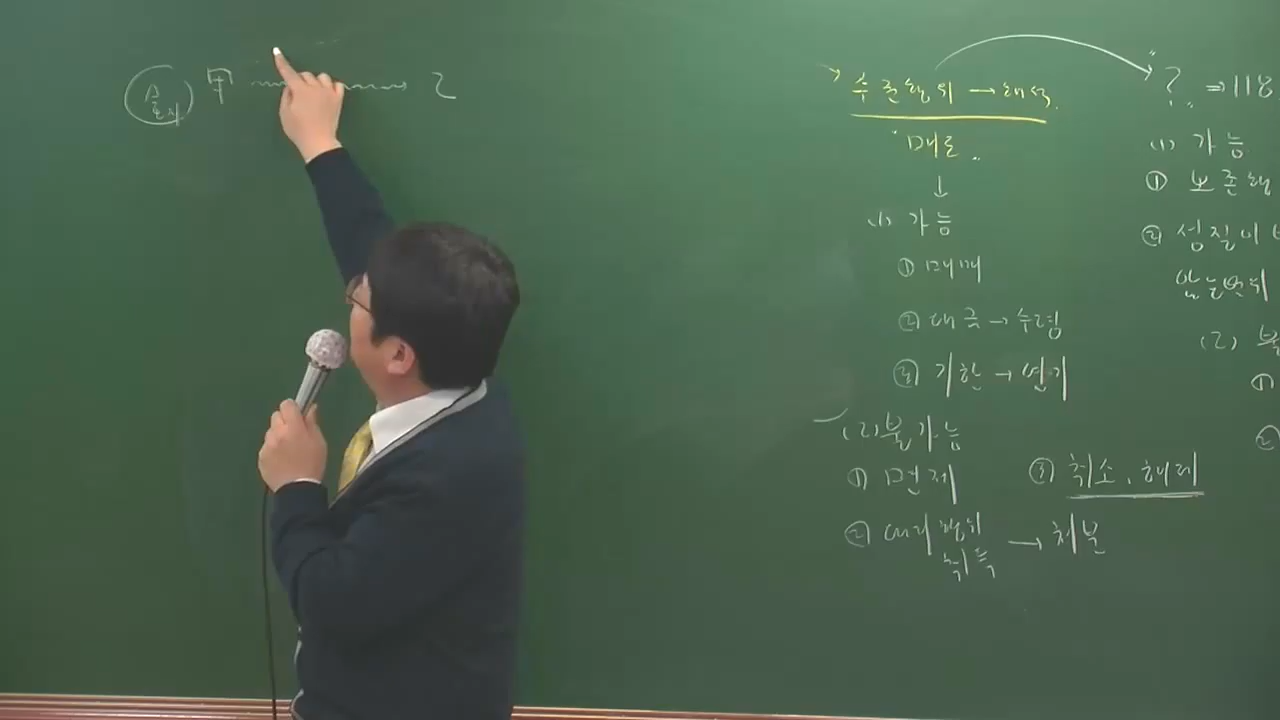 甲 乙
수권행위 → 해석
"매도"
↓
(1) 가능
① 매매
② 대금 → 수령
③ 기한 → 연기
(2) 불가능
① 면제
② 대리행위 취득 → 처분
③ 취소, 해제
"?" ⇒ 118
(1) 가능
① 보존행
② 성질이
(2) 불
①
②